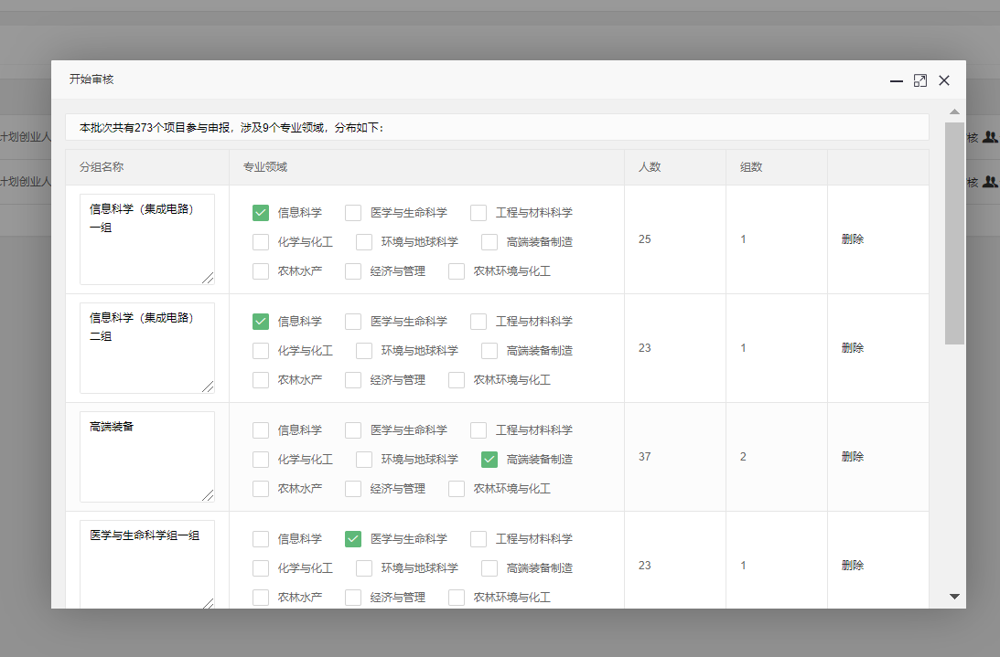 开始审核
本批次共有273个项目参与申报，涉及9个专业领域，分布如下：
分组名称 专业领域 人数 组数
信息科学（集成电路）
一组
信息科学 医学与生命科学 工程与材料科学
化学与化工 环境与地球科学 高端装备制造
农林水产 经济与管理 农林环境与化工
25 1 删除
信息科学（集成电路）
二组
信息科学 医学与生命科学 工程与材料科学
化学与化工 环境与地球科学 高端装备制造
农林水产 经济与管理 农林环境与化工
23 1 删除
高端装备
信息科学 医学与生命科学 工程与材料科学
化学与化工 环境与地球科学 高端装备制造
农林水产 经济与管理 农林环境与化工
37 2 删除
医学与生命科学组一组
信息科学 医学与生命科学 工程与材料科学
化学与化工 环境与地球科学 高端装备制造
农林水产 经济与管理 农林环境与化工
23 1 删除
计划创业人 核
计划创业人 核